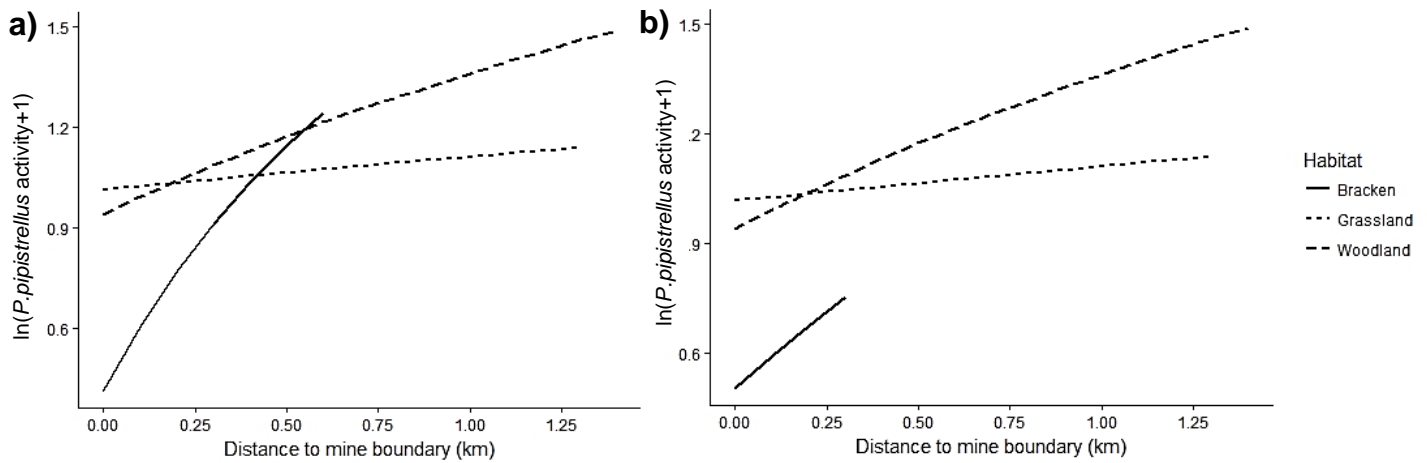 a)
1.5
1.2
0.9
0.6
ln(P.pipistrellus activity+1)
0.00 0.25 0.50 0.75 1.00 1.25
Distance to mine boundary (km)
b)
1.5
.2
.9
0.6
ln(P.pipistrellus activity+1)
0.00 0.25 0.50 0.75 1.00 1.25
Distance to mine boundary (km)
Habitat
Bracken
Grassland
Woodland